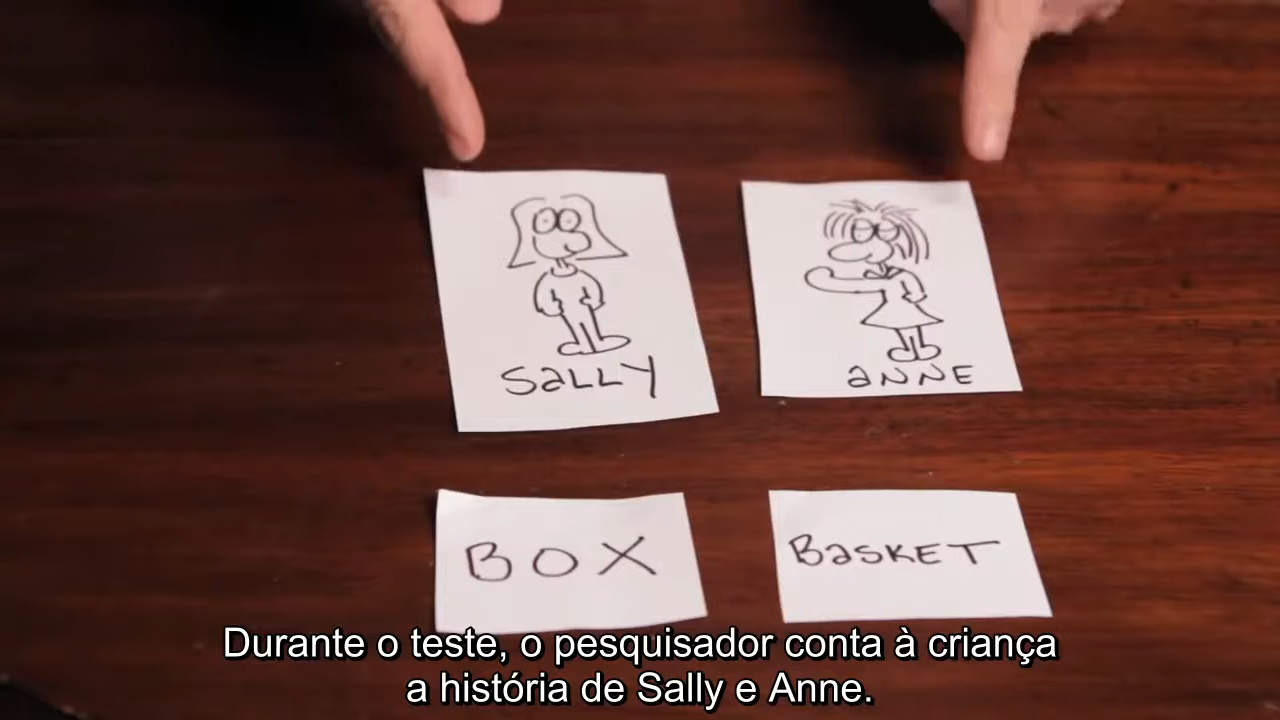 SaLLY
aNNE
BOX
BaSKET
Durante o teste, o pesquisador conta à criança
a história de Sally e Anne.